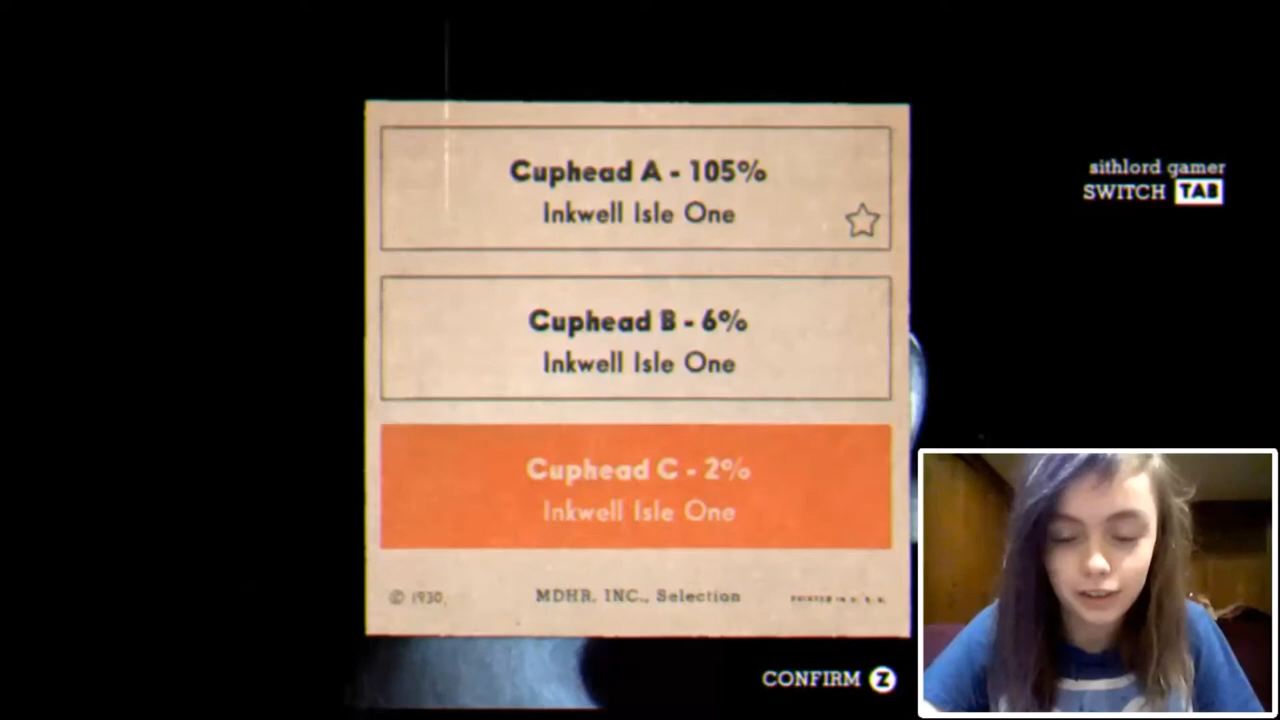 Cuphead A - 105%
Inkwell Isle One
sithlord gamer
SWITCH TAB
Cuphead B - 6%
Inkwell Isle One
Cuphead C - 2%
Inkwell Isle One
© 1930, MDHR, INC., Selection
CONFIRM Z